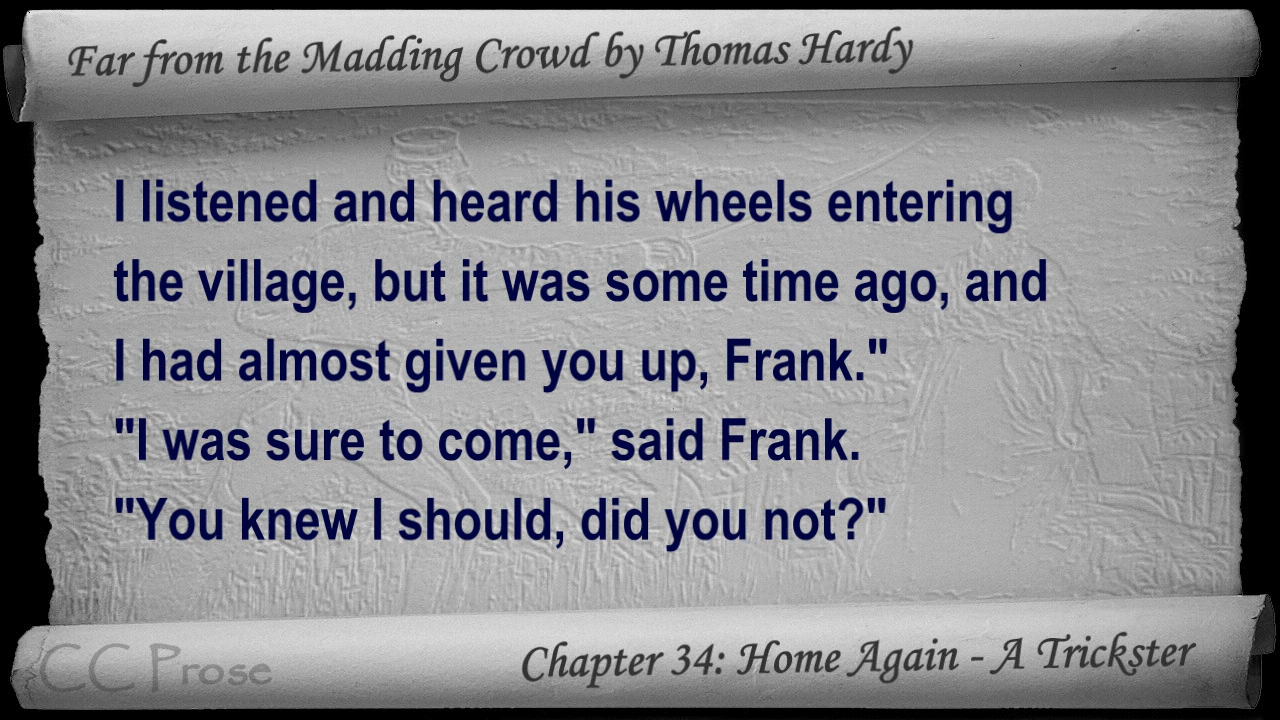 Far from the Madding Crowd by Thomas Hardy
I listened and heard his wheels entering
the village, but it was some time ago, and
I had almost given you up, Frank."
"I was sure to come," said Frank.
"You knew I should, did you not?"
CC Prose
Chapter 34: Home Again - A Trickster